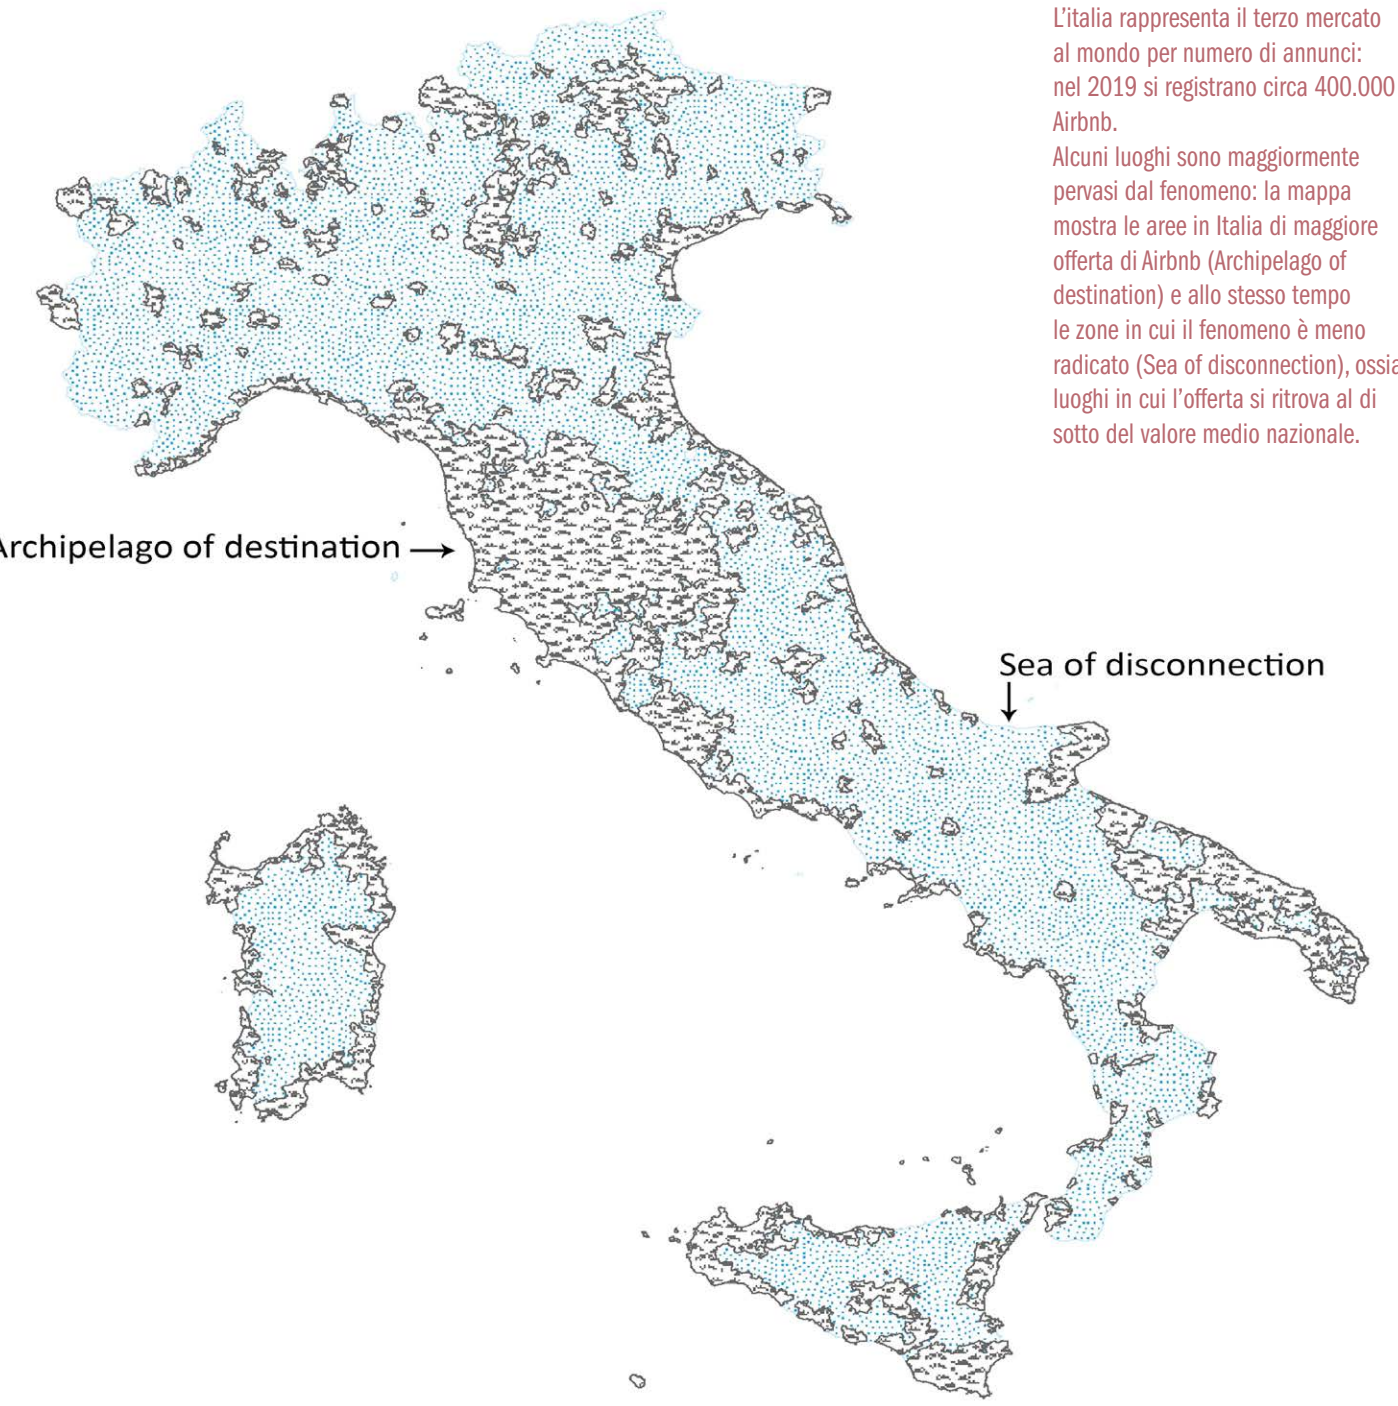 L'italia rappresenta il terzo mercato
al mondo per numero di annunci:
nel 2019 si registrano circa 400.000
Airbnb.
Alcuni luoghi sono maggiormente
pervasi dal fenomeno: la mappa
mostra le aree in Italia di maggiore
offerta di Airbnb (Archipelago of
destination) e allo stesso tempo
le zone in cui il fenomeno è meno
radicato (Sea of disconnection), ossia
luoghi in cui l'offerta si ritrova al di
sotto del valore medio nazionale.
Archipelago of destination
Sea of disconnection